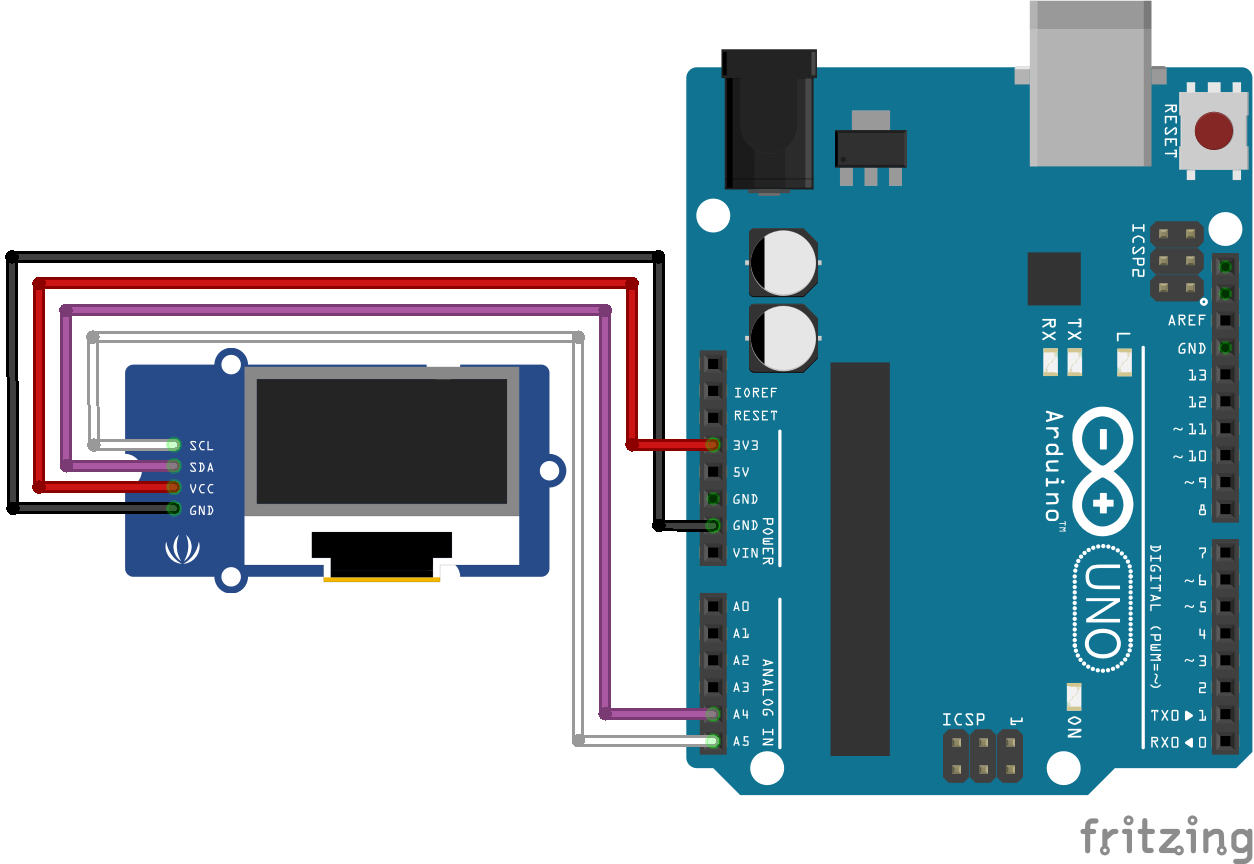 SCL
SDA
VCC
GND
IOREF
RESET
3V3
5V
GND
GND
VIN
POWER
A0
A1
A2
A3
A4
A5
ANALOG IN
RESET
ICSP2
AREF
GND
13
12
~11
~10
~9
8
7
~6
~5
4
~3
2
TX0▶1
RX0◀0
RX
TX
L
Arduino™
UNO
DIGITAL (PWM=~)
ON
ICSP
1
fritzing